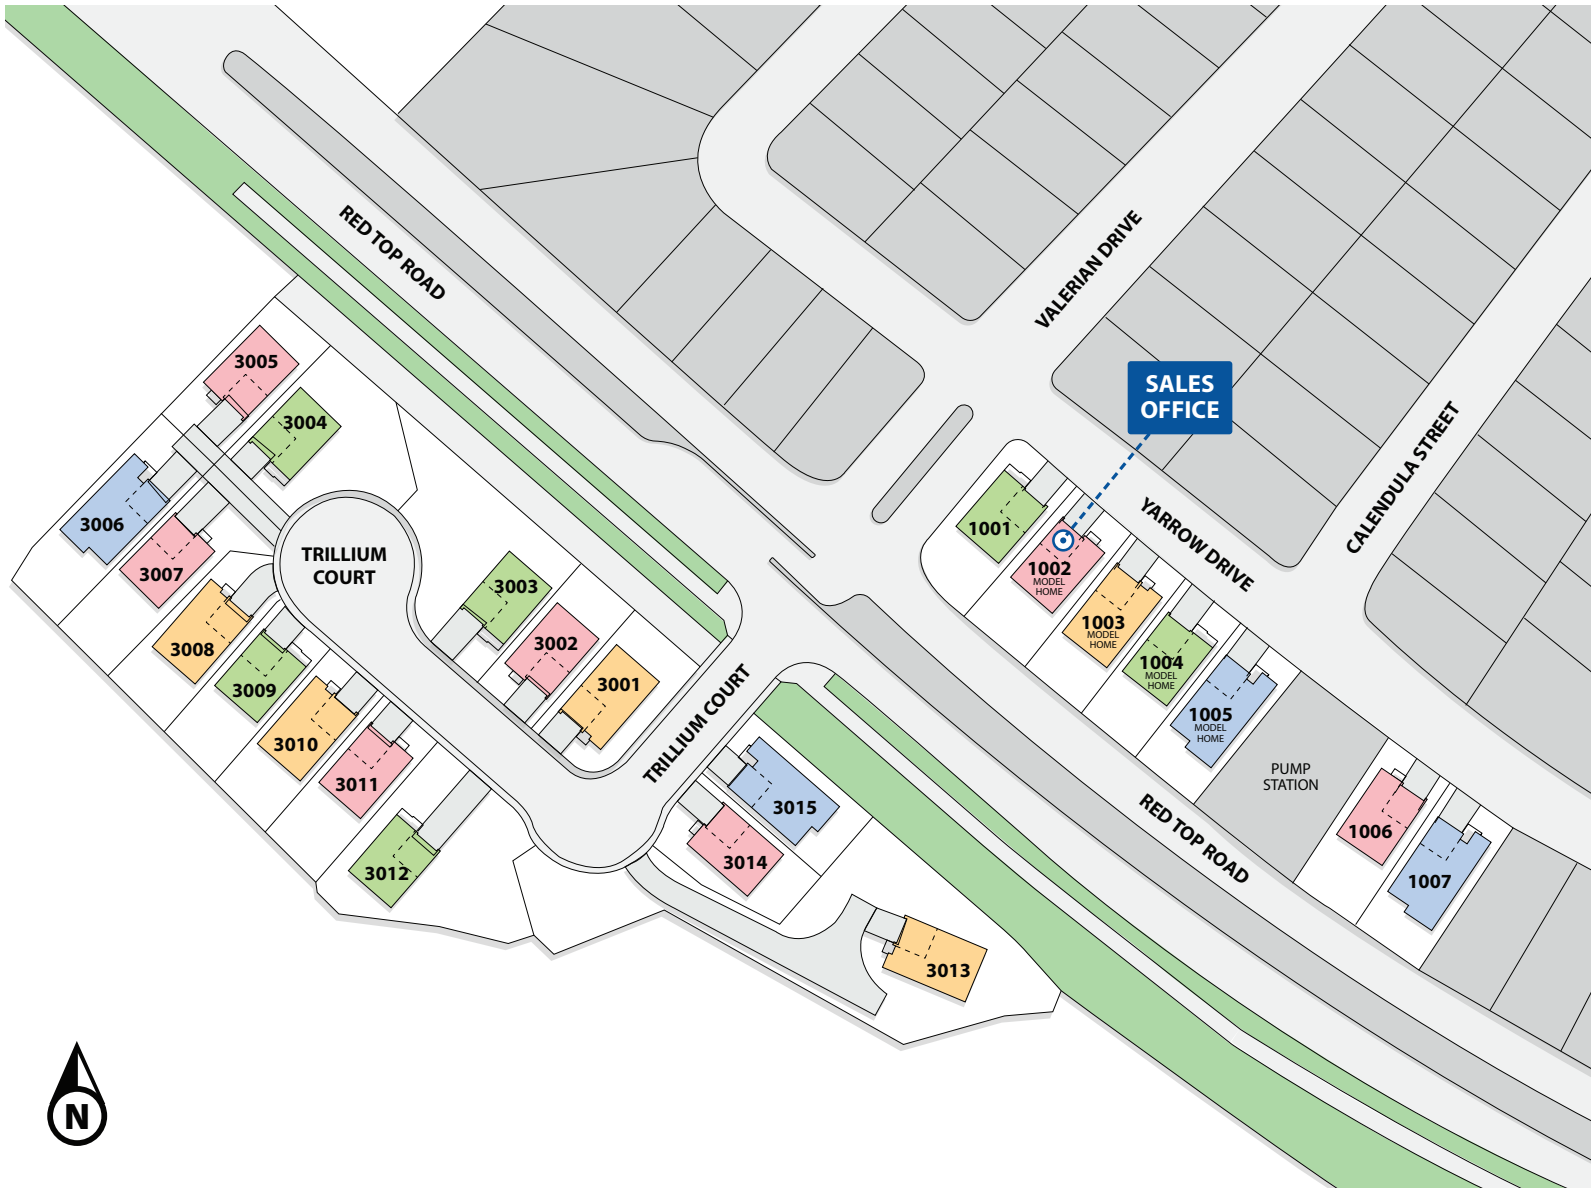 RED TOP ROAD
VALERIAN DRIVE
SALES
OFFICE
CALENDULA STREET
YARROW DRIVE
3005
3004
3006
3007
TRILLIUM
COURT
3008
3009
3010
3011
3012
3003
3002
3001
TRILLIUM COURT
3015
3014
3013
1001
1002
MODEL
HOME
1003
MODEL
HOME
1004
MODEL
HOME
1005
MODEL
HOME
PUMP
STATION
RED TOP ROAD
1006
1007
N